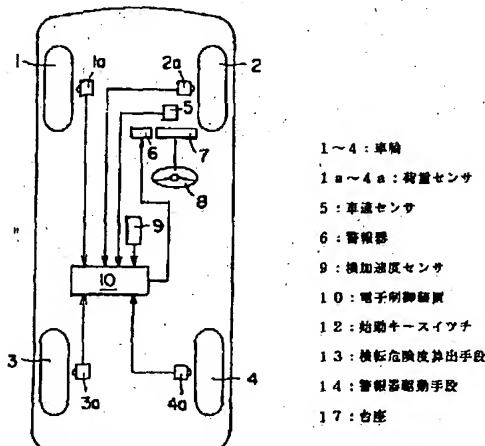 1
1a
2a
2
5
6
7
8
9
10
3
3a
4a
4
1～4：車輪
1a～4a：荷重センサ
5：車速センサ
6：警報器
9：横加速度センサ
10：電子制御装置
12：始動キースイツチ
13：横転危険度算出手段
14：警報器駆動手段
17：台座